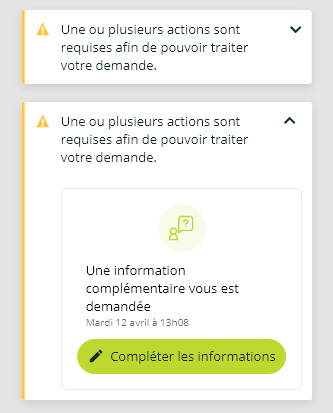 Une ou plusieurs actions sont
requises afin de pouvoir traiter
votre demande.
Une ou plusieurs actions sont
requises afin de pouvoir traiter
votre demande.
?
Une information
complémentaire vous est
demandée
Mardi 12 avril à 13h08
Compléter les informations